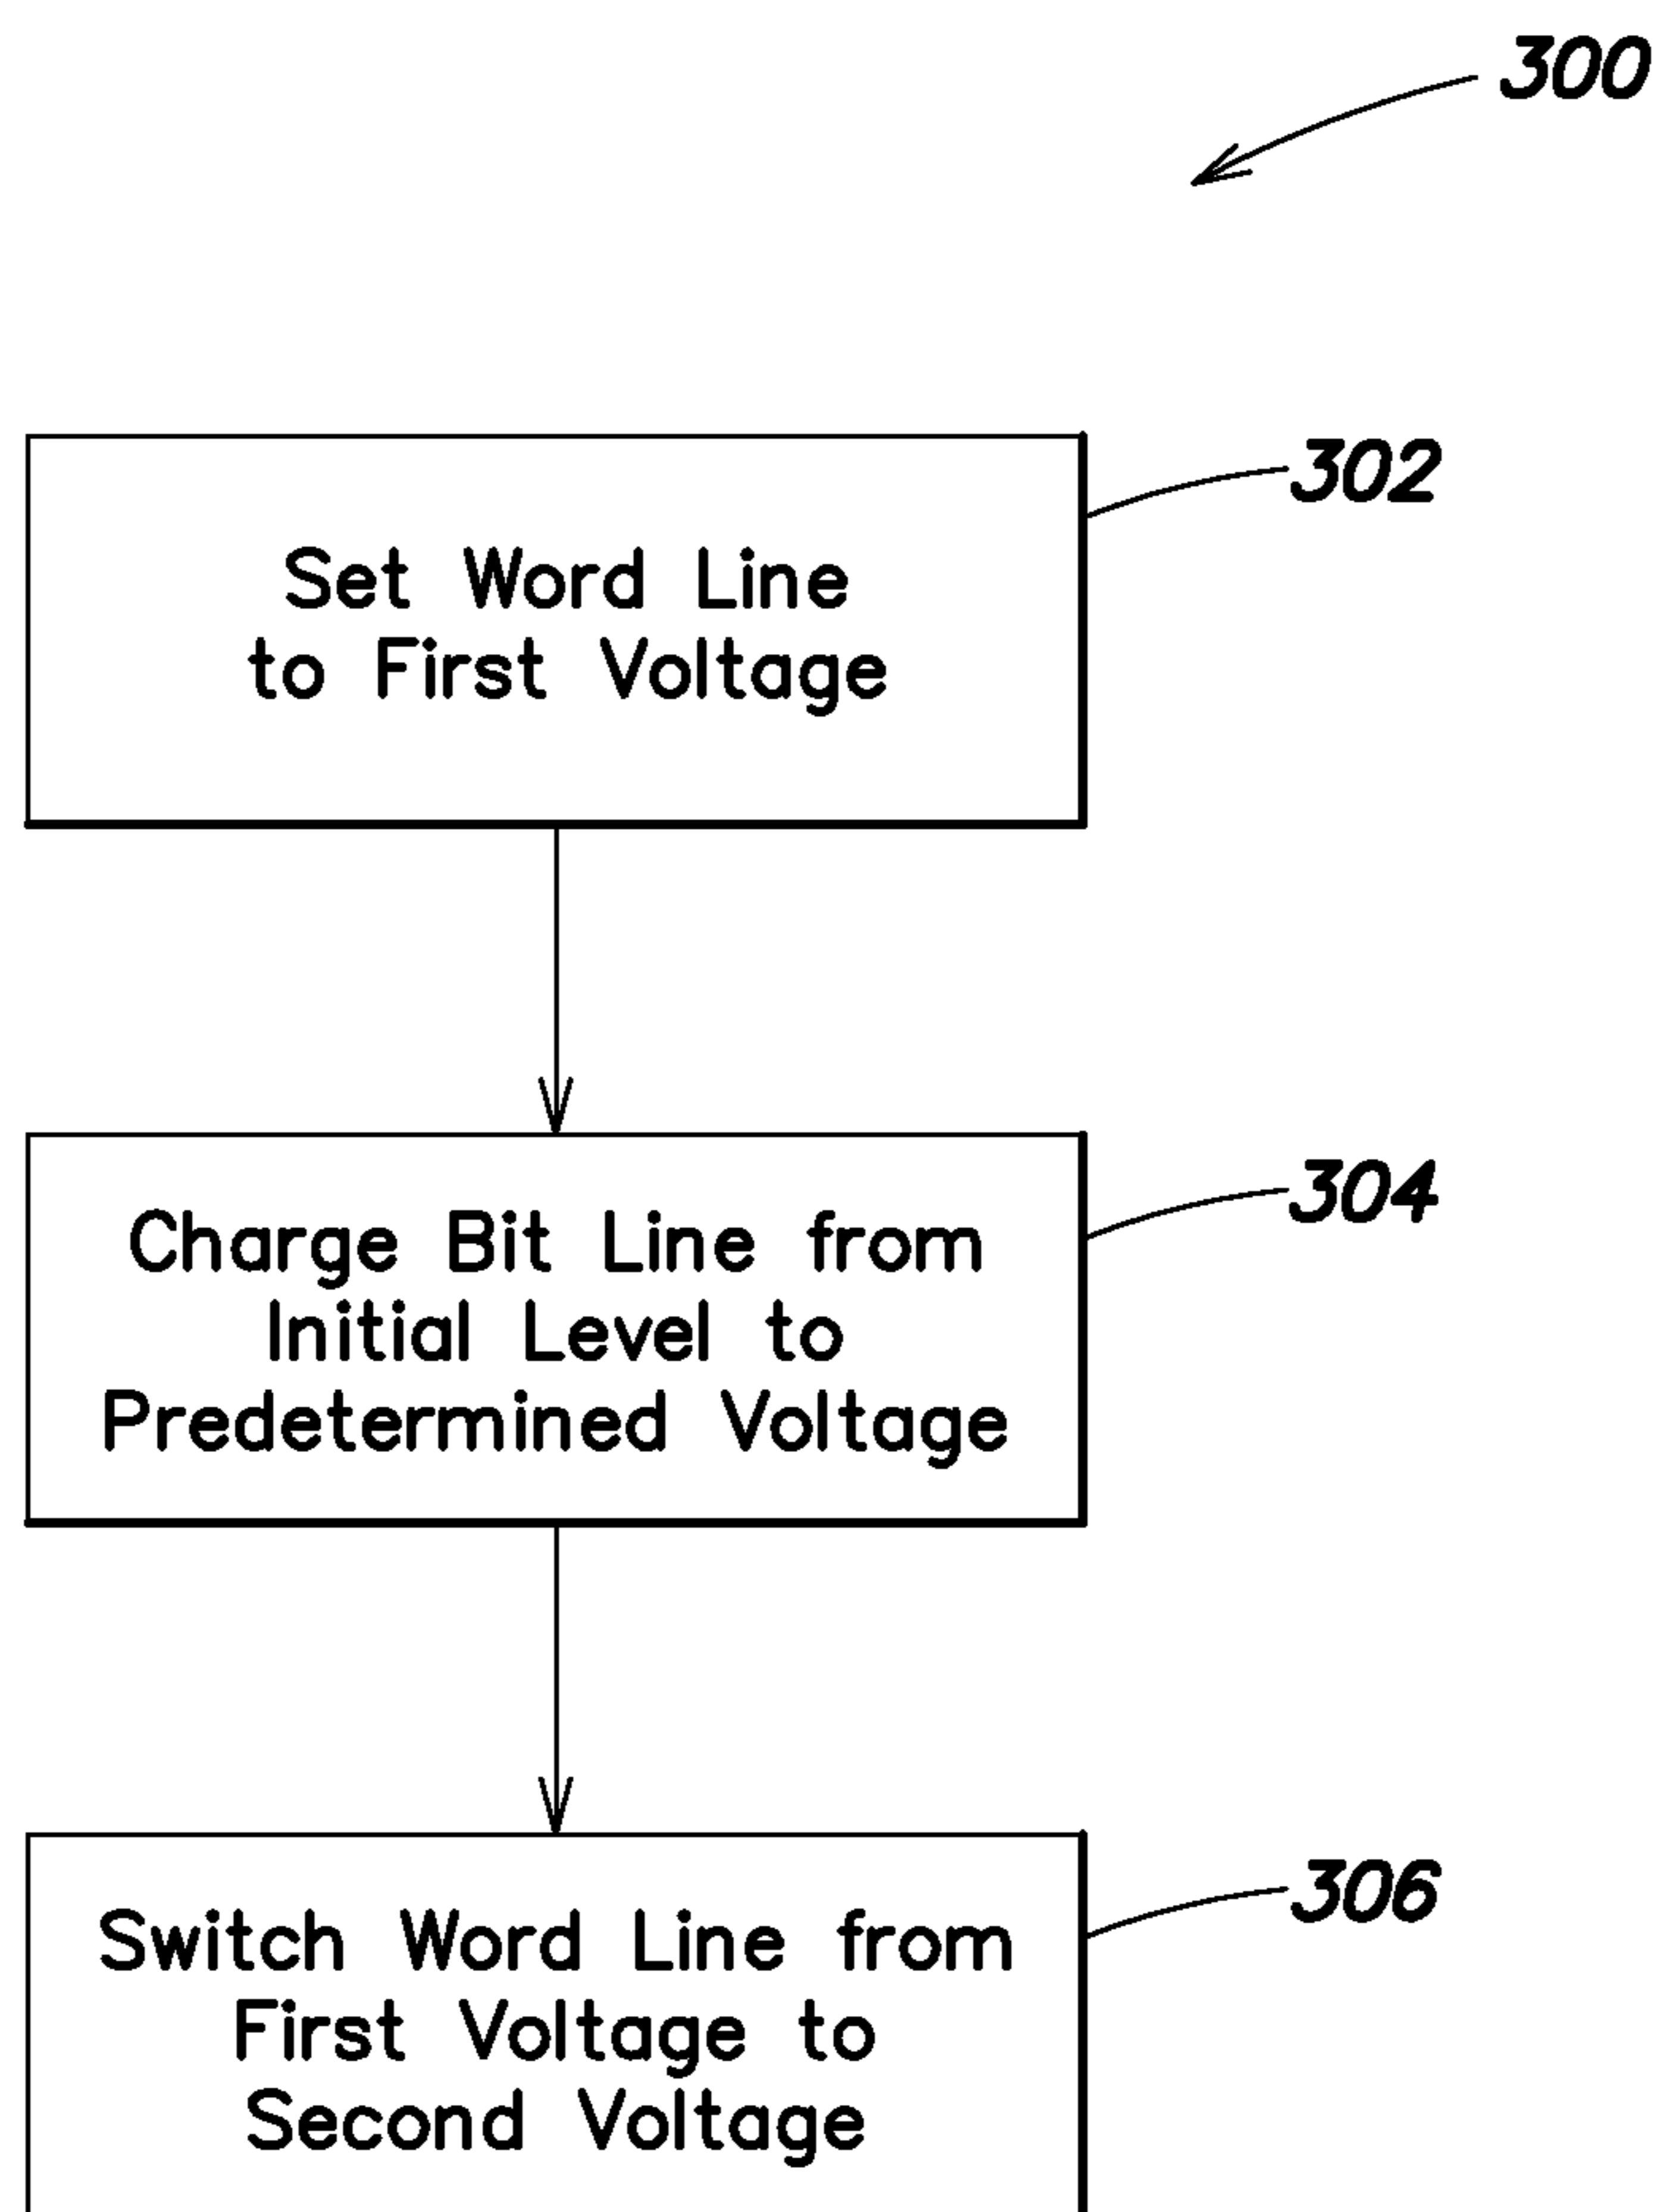 300
302
Set Word Line
to First Voltage
304
Charge Bit Line from
Initial Level to
Predetermined Voltage
306
Switch Word Line from
First Voltage to
Second Voltage